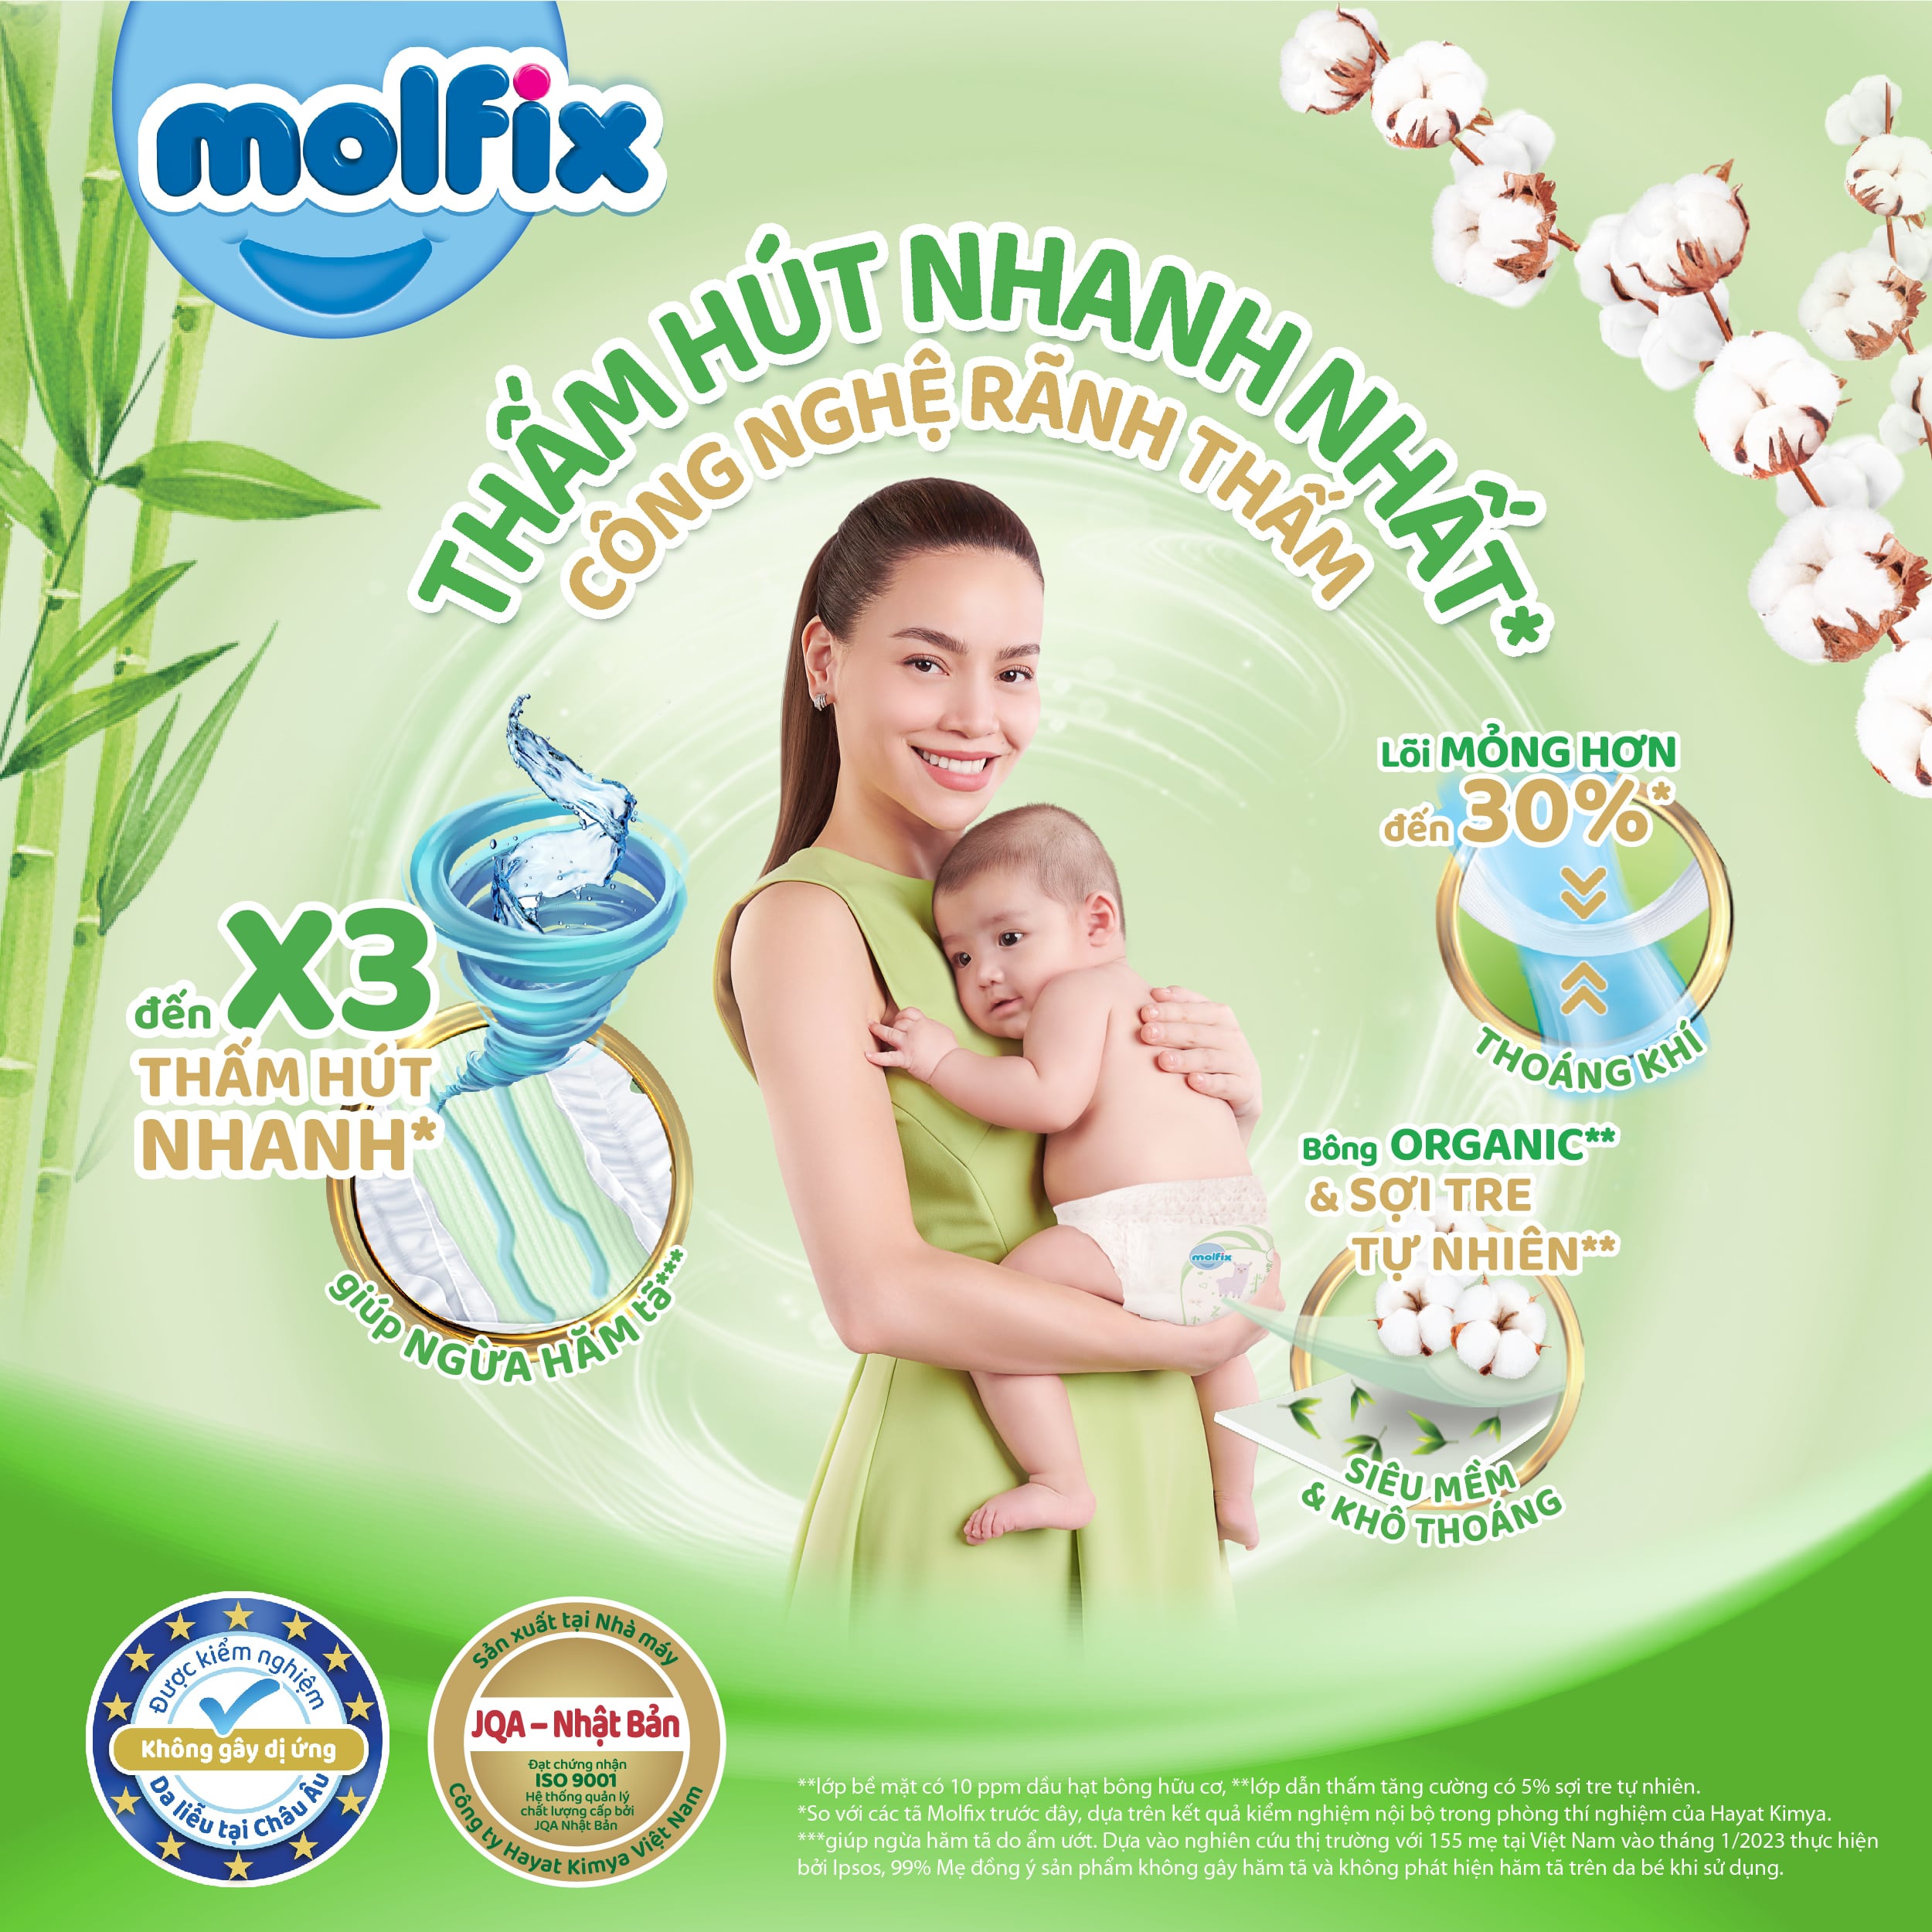 molfix
THẤM HÚT NHANH NHẤT*
CÔNG NGHỆ RÃNH THẤM
đến X3
THẤM HÚT
NHANH*
giúp NGỪA HĂM tã***
Lõi MỎNG HƠN
đến 30%*
THOÁNG KHÍ
Bông ORGANIC**
& SỢI TRE
TỰ NHIÊN**
molfix
SIÊU MỀM
& KHÔ THOÁNG
Được kiểm nghiệm
Không gây dị ứng
Da liễu tại Châu Âu
Sản xuất tại Nhà máy
JQA – Nhật Bản
Đạt chứng nhận
ISO 9001
Hệ thống quản lý
chất lượng cấp bởi
JQA Nhật Bản
Công ty Hayat Kimya Việt Nam
**lớp bề mặt có 10 ppm dầu hạt bông hữu cơ, **lớp dẫn thấm tăng cường có 5% sợi tre tự nhiên.
*So với các tã Molfix trước đây, dựa trên kết quả kiểm nghiệm nội bộ trong phòng thí nghiệm của Hayat Kimya.
***giúp ngừa hăm tã do ẩm ướt. Dựa vào nghiên cứu thị trường với 155 mẹ tại Việt Nam vào tháng 1/2023 thực hiện
bởi Ipsos, 99% Mẹ đồng ý sản phẩm không gây hăm tã và không phát hiện hăm tã trên da bé khi sử dụng.